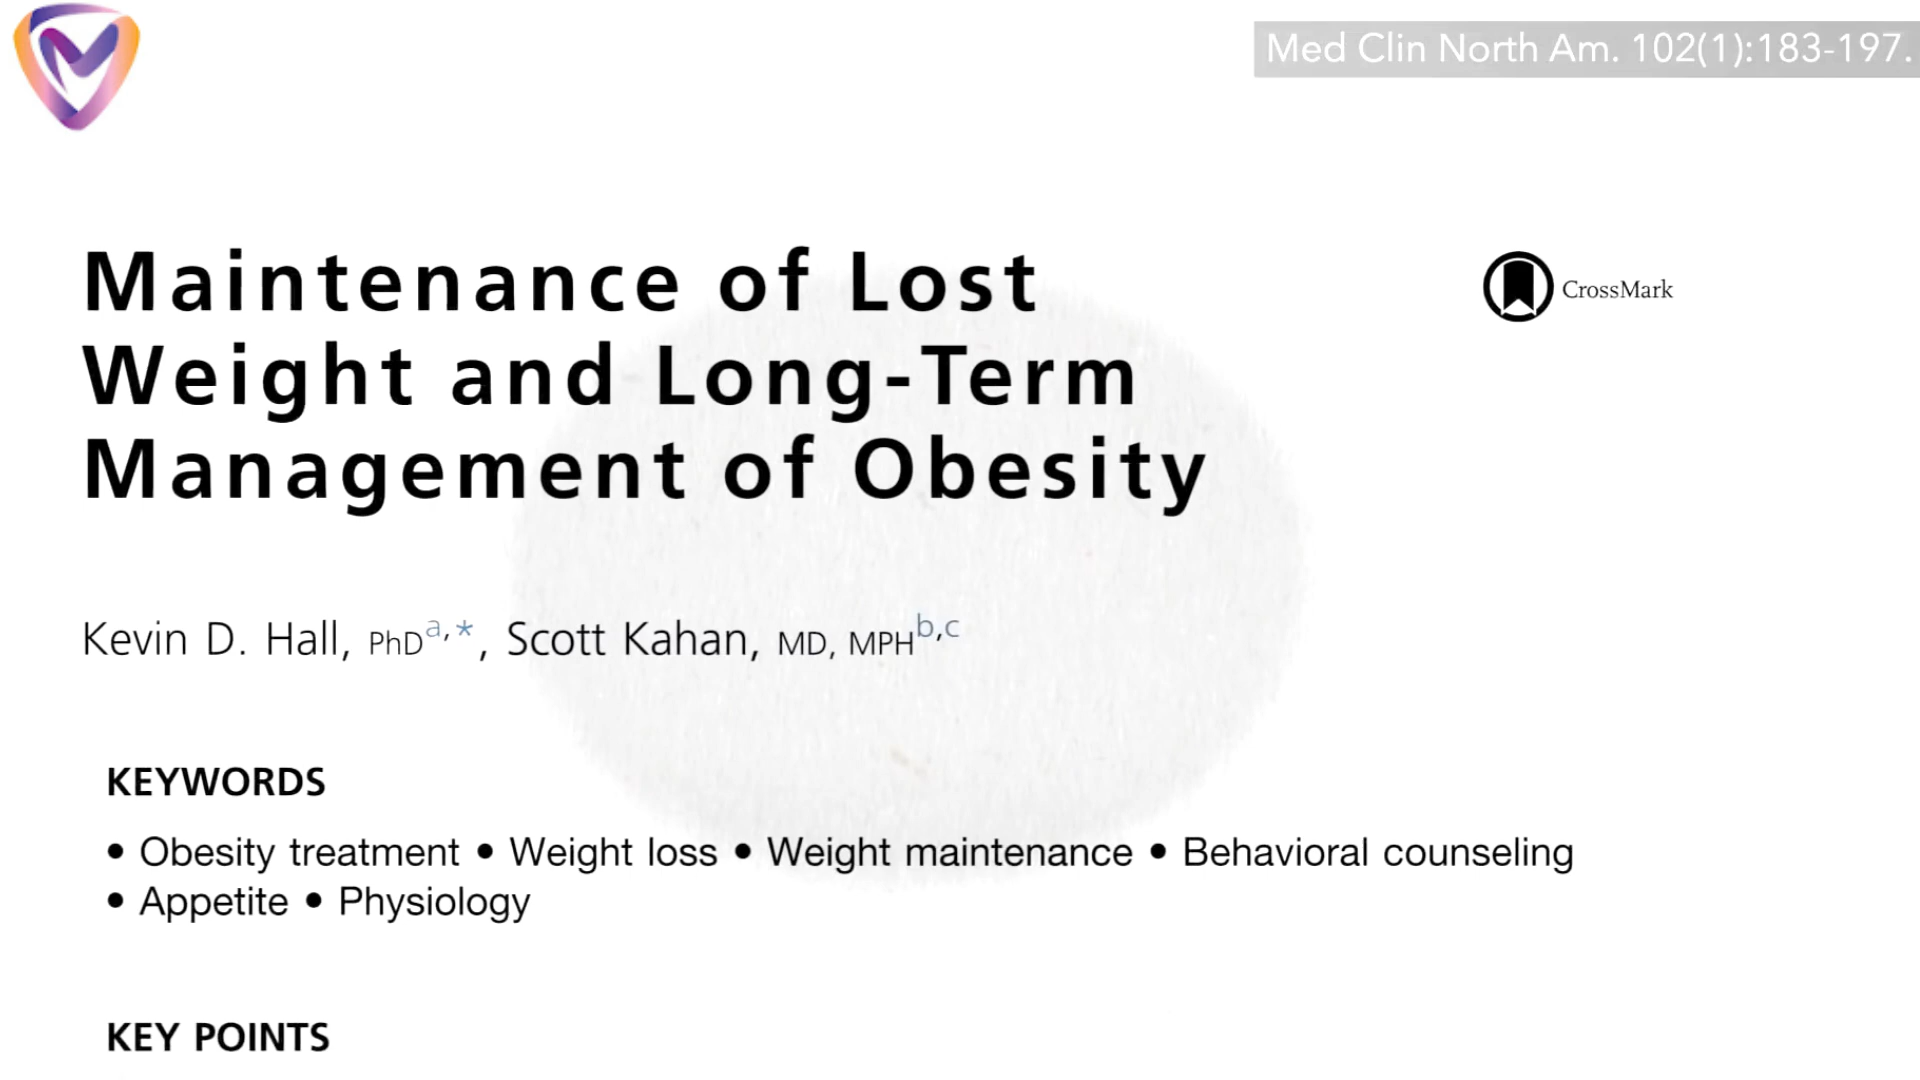 Med Clin North Am. 102(1):183-197.
Maintenance of Lost
CrossMark
Weight and Long-Term
Management of Obesity
Kevin D. Hall, PhDa,*, Scott Kahan, MD, MPHb,c
KEYWORDS
• Obesity treatment • Weight loss • Weight maintenance • Behavioral counseling
• Appetite • Physiology
KEY POINTS